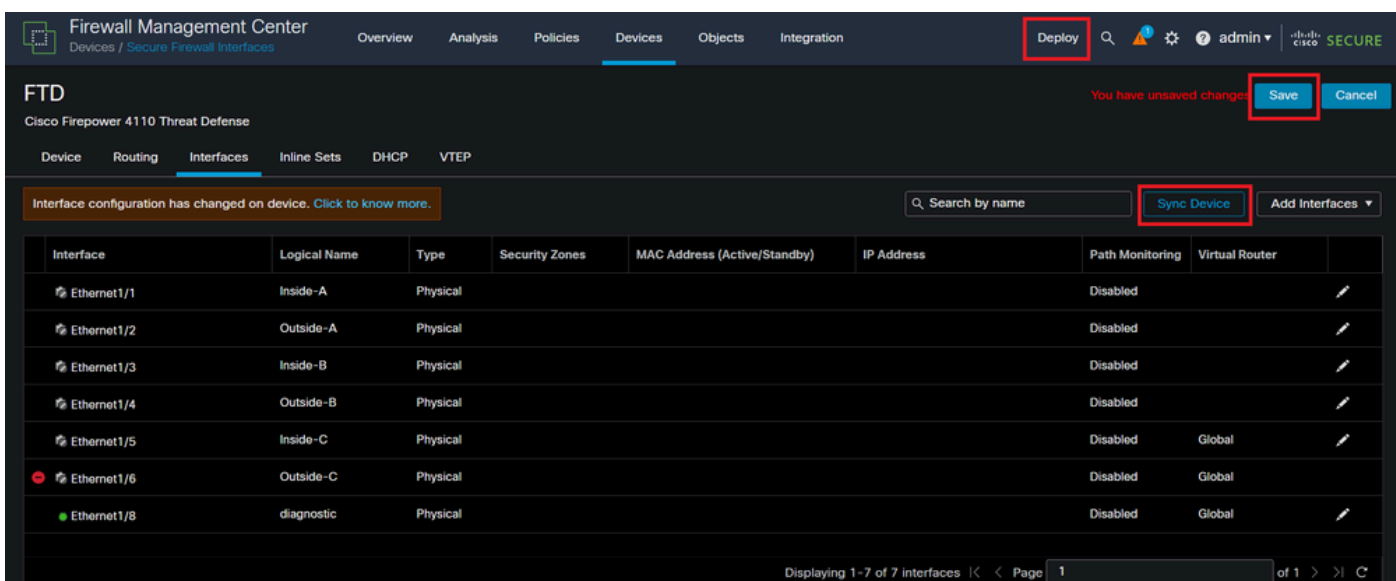 Firewall Management Center
Devices / Secure Firewall Interfaces
Overview Analysis Policies Devices Objects Integration Deploy 1 ? admin cisco SECURE
FTD
Cisco Firepower 4110 Threat Defense
You have unsaved changes Save Cancel
Device Routing Interfaces Inline Sets DHCP VTEP
Interface configuration has changed on device. Click to know more.
Search by name Sync Device Add Interfaces
Interface Logical Name Type Security Zones MAC Address (Active/Standby) IP Address Path Monitoring Virtual Router
Ethernet1/1 Inside-A Physical Disabled
Ethernet1/2 Outside-A Physical Disabled
Ethernet1/3 Inside-B Physical Disabled
Ethernet1/4 Outside-B Physical Disabled
Ethernet1/5 Inside-C Physical Disabled Global
Ethernet1/6 Outside-C Physical Disabled Global
Ethernet1/8 diagnostic Physical Disabled Global
Displaying 1-7 of 7 interfaces |< < Page 1 of 1 > >| C